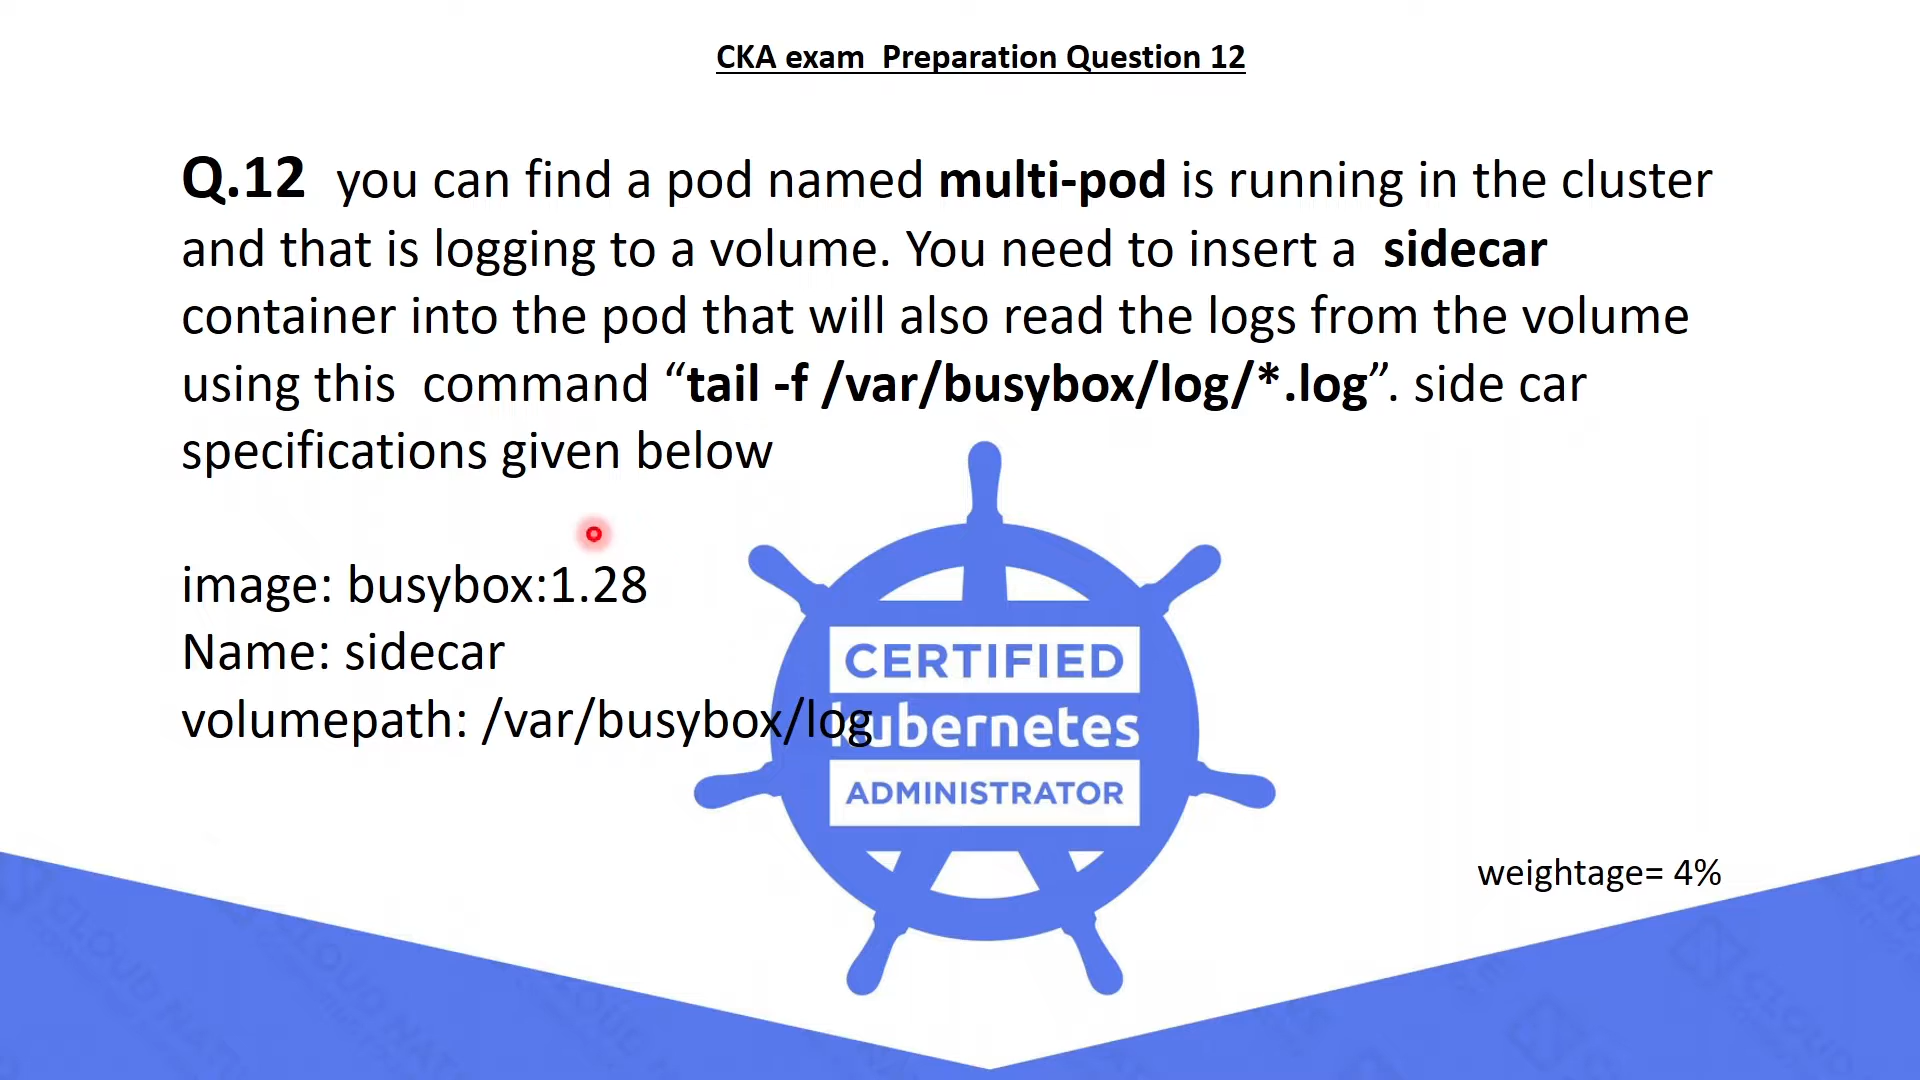 CKA exam  Preparation Question 12
Q.12  you can find a pod named multi-pod is running in the cluster
and that is logging to a volume. You need to insert a  sidecar
container into the pod that will also read the logs from the volume
using this  command “tail -f /var/busybox/log/*.log”. side car
specifications given below
image: busybox:1.28
Name: sidecar
volumepath: /var/busybox/log
CERTIFIED
kubernetes
ADMINISTRATOR
weightage= 4%